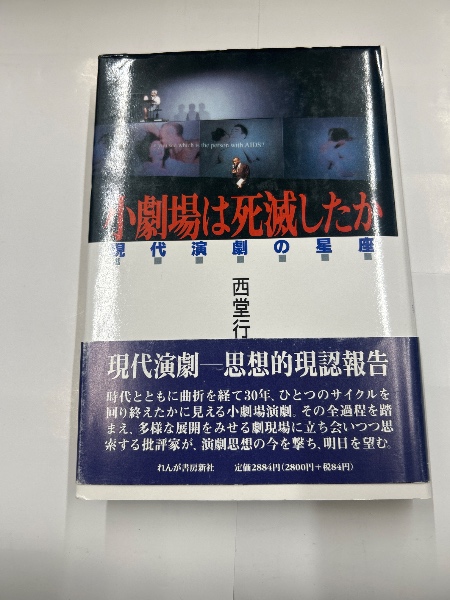 which is the person with AIDS?
小劇場は死滅したか
現代演劇の星座
西堂行
現代演劇―思想的現認報告
時代とともに曲折を経て30年、ひとつのサイクルを
回り終えたかに見える小劇場演劇。その全過程を踏
まえ、多様な展開をみせる劇現場に立ち会いつつ思
索する批評家が、演劇思想の今を撃ち、明日を望む。
れんが書房新社 定価2884円(2800円+税84円)